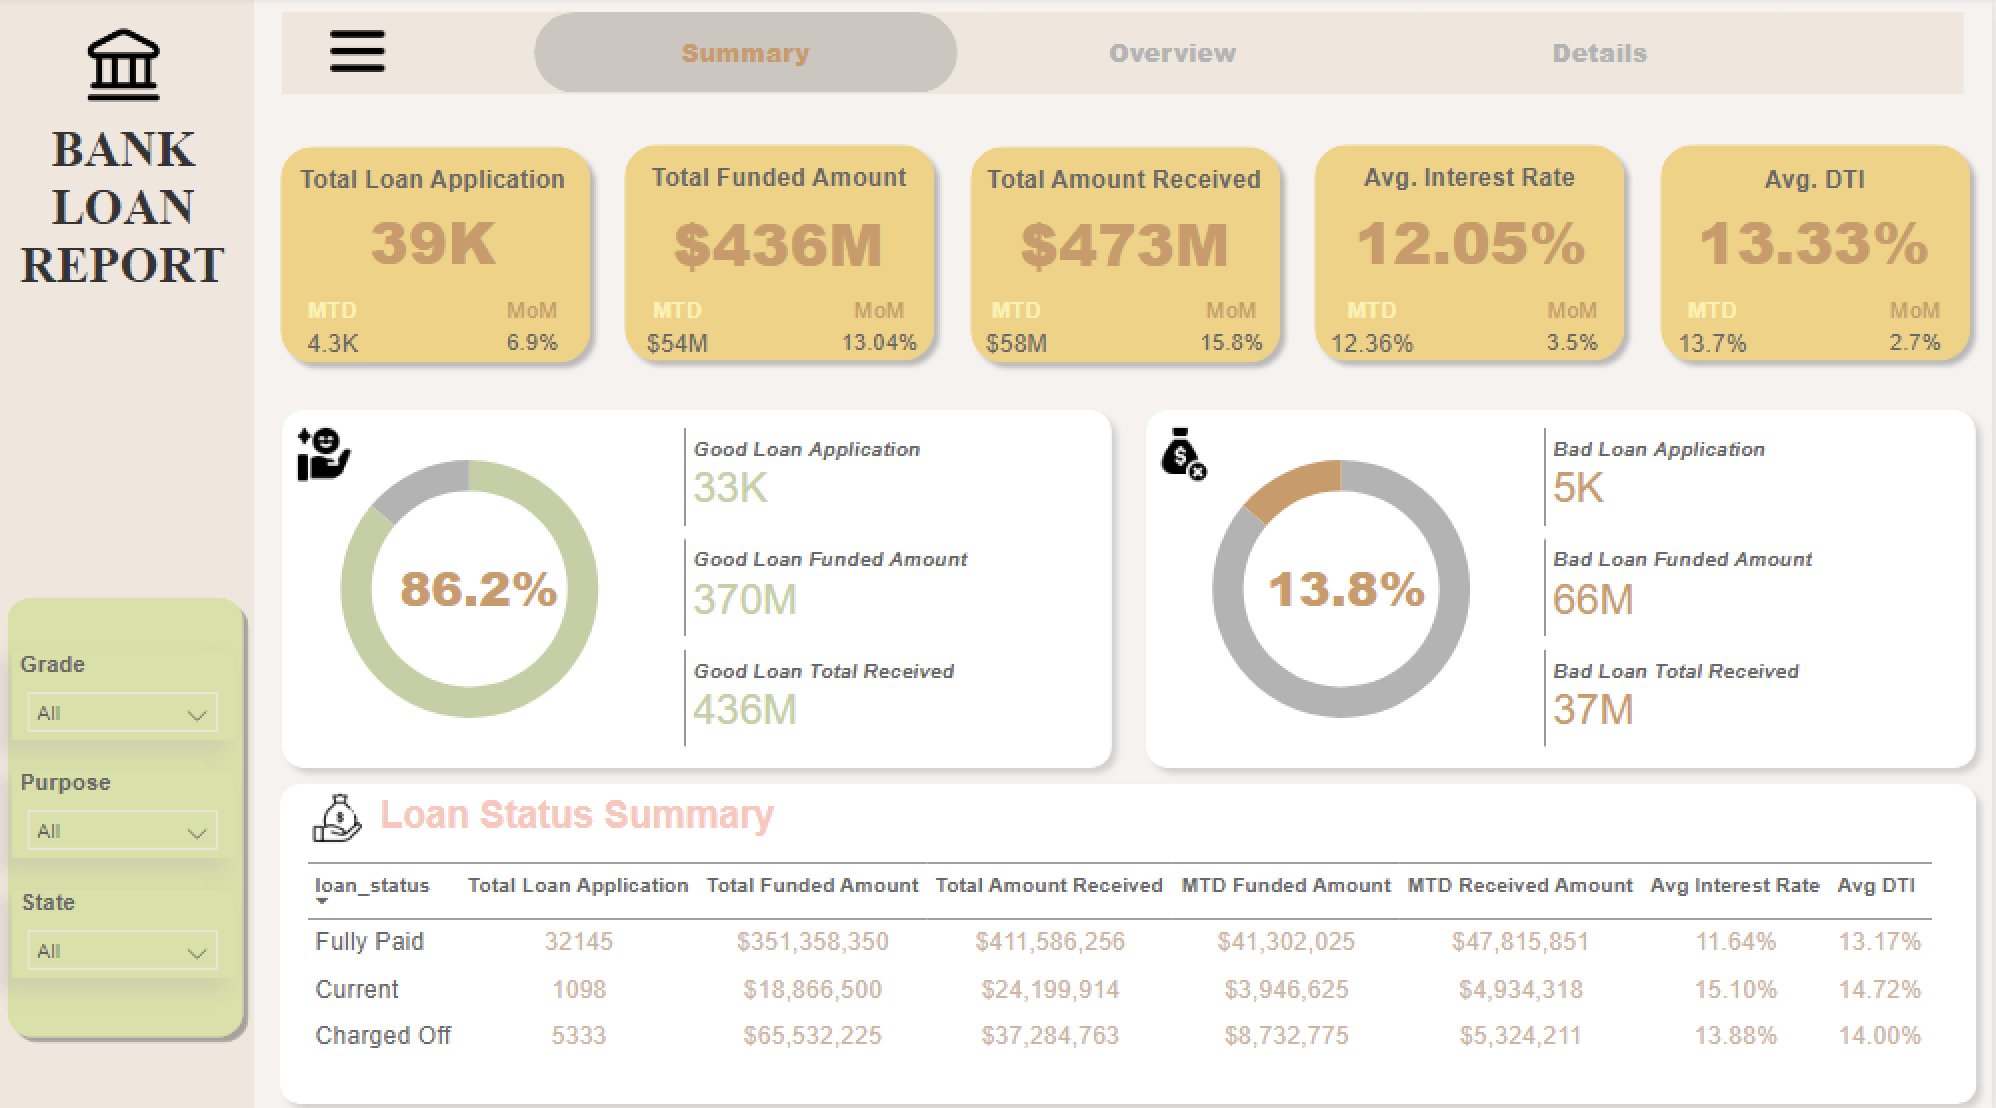 BANK
LOAN
REPORT
Summary Overview Details
Total Loan Application
39K
MTD MoM
4.3K 6.9%
Total Funded Amount
$436M
MTD MoM
$54M 13.04%
Total Amount Received
$473M
MTD MoM
$58M 15.8%
Avg. Interest Rate
12.05%
MTD MoM
12.36% 3.5%
Avg. DTI
13.33%
MTD MoM
13.7% 2.7%
86.2%
Good Loan Application
33K
Good Loan Funded Amount
370M
Good Loan Total Received
436M
13.8%
Bad Loan Application
5K
Bad Loan Funded Amount
66M
Bad Loan Total Received
37M
Grade
All
Purpose
All
State
All
Loan Status Summary
loan_status Total Loan Application Total Funded Amount Total Amount Received MTD Funded Amount MTD Received Amount Avg Interest Rate Avg DTI
Fully Paid 32145 $351,358,350 $411,586,256 $41,302,025 $47,815,851 11.64% 13.17%
Current 1098 $18,866,500 $24,199,914 $3,946,625 $4,934,318 15.10% 14.72%
Charged Off 5333 $65,532,225 $37,284,763 $8,732,775 $5,324,211 13.88% 14.00%